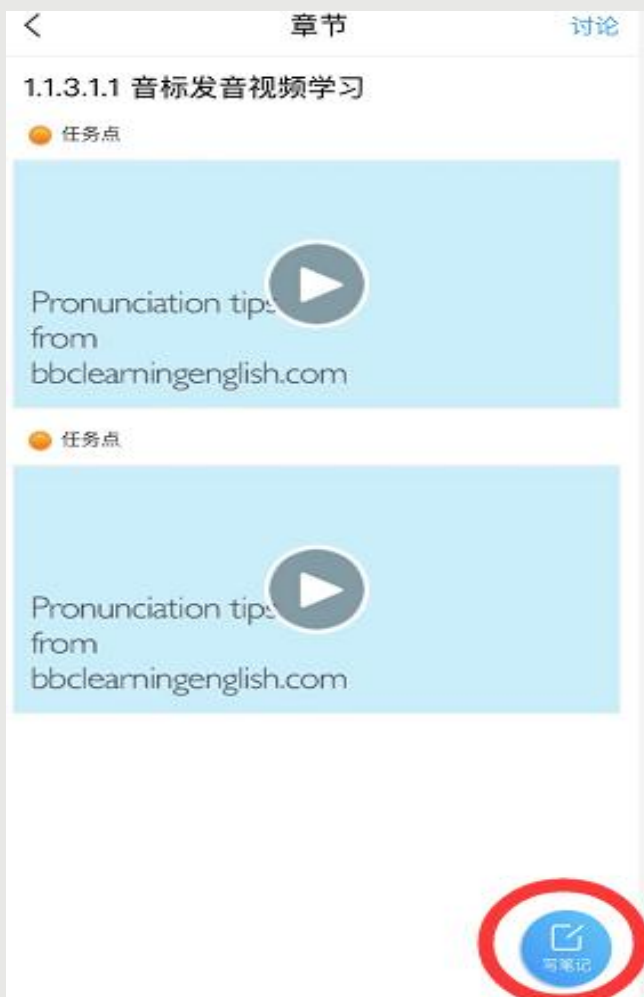 章节
讨论
1.1.3.1.1 音标发音视频学习
任务点
Pronunciation tips
from
bbclearningenglish.com
任务点
Pronunciation tips
from
bbclearningenglish.com
写笔记